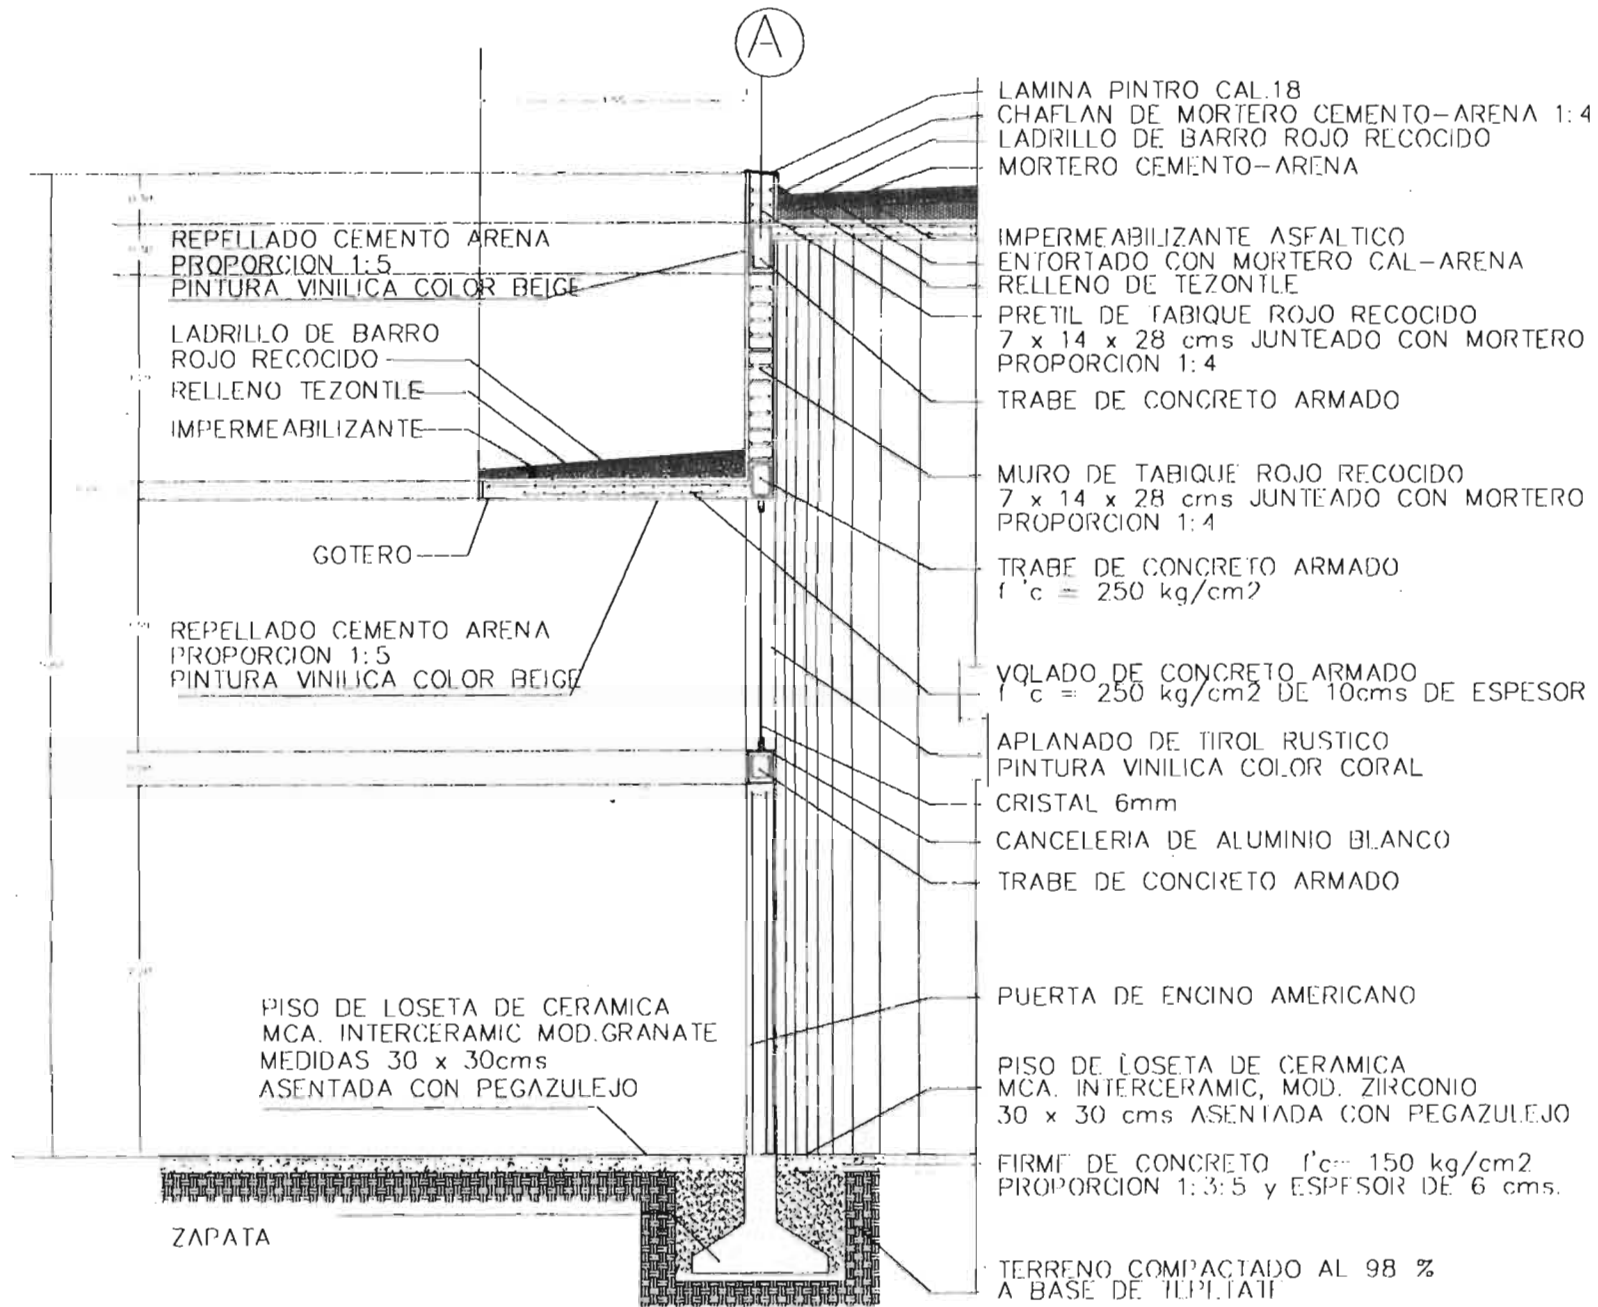 A
LAMINA PINTRO CAL.18
CHAFLAN DE MORTERO CEMENTO-ARENA 1:4
LADRILLO DE BARRO ROJO RECOCIDO
MORTERO CEMENTO-ARENA
REPELLADO CEMENTO ARENA
PROPORCION 1:5
PINTURA VINILICA COLOR BEIGE
LADRILLO DE BARRO
ROJO RECOCIDO
RELLENO TEZONTLE
IMPERMEABILIZANTE
GOTERO
REPELLADO CEMENTO ARENA
PROPORCION 1:5
PINTURA VINILICA COLOR BEIGE
PISO DE LOSETA DE CERAMICA
MCA. INTERCERAMIC MOD.GRANATE
MEDIDAS 30 x 30cms
ASENTADA CON PEGAZULEJO
ZAPATA
IMPERMEABILIZANTE ASFALTICO
ENTORTADO CON MORTERO CAL-ARENA
RELLENO DE TEZONTLE
PRETIL DE TABIQUE ROJO RECOCIDO
7 x 14 x 28 cms JUNTEADO CON MORTERO
PROPORCION 1:4
TRABE DE CONCRETO ARMADO
MURO DE TABIQUE ROJO RECOCIDO
7 x 14 x 28 cms JUNTEADO CON MORTERO
PROPORCION 1:4
TRABE DE CONCRETO ARMADO
f'c = 250 kg/cm2
VOLADO DE CONCRETO ARMADO
f'c = 250 kg/cm2 DE 10cms DE ESPESOR
APLANADO DE TIROL RUSTICO
PINTURA VINILICA COLOR CORAL
CRISTAL 6mm
CANCELERIA DE ALUMINIO BLANCO
TRABE DE CONCRETO ARMADO
PUERTA DE ENCINO AMERICANO
PISO DE LOSETA DE CERAMICA
MCA. INTERCERAMIC, MOD. ZIRCONIO
30 x 30 cms ASENTADA CON PEGAZULEJO
FIRME DE CONCRETO f'c= 150 kg/cm2
PROPORCION 1:3:5 y ESPESOR DE 6 cms.
TERRENO COMPACTADO AL 98 %
A BASE DE TEPETATE